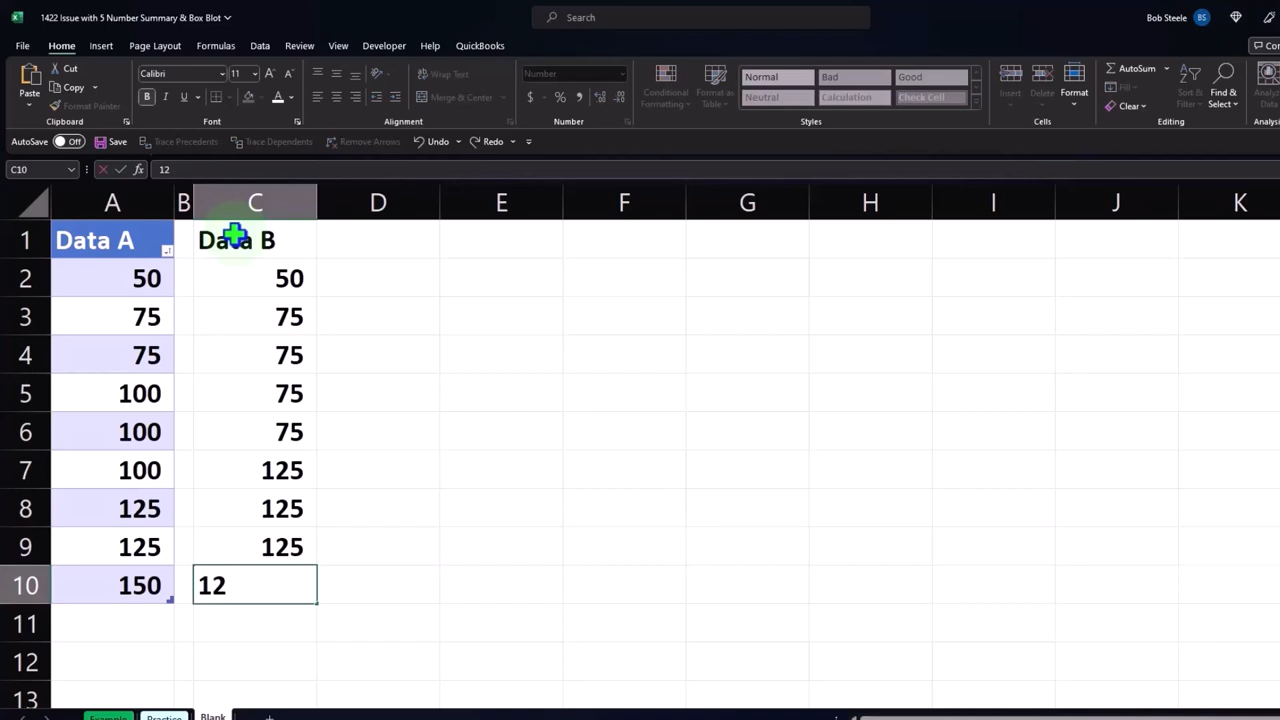 1422 Issue with 5 Number Summary & Box Blot
Search
Bob Steele BS
File Home Insert Page Layout Formulas Data Review View Developer Help QuickBooks
Paste Cut Copy Format Painter Clipboard
Calibri 11 A A B I U A Font
Wrap Text Merge & Center Alignment
Number $ % Number
Conditional Formatting Format as Table
Normal Bad Good
Neutral Calculation Check Cell
Styles
Insert Delete Format Cells
AutoSum Fill Clear
Sort & Filter Find & Select Editing
AutoSave Off Save Trace Precedents Trace Dependents Remove Arrows Undo Redo
C10 fx 12
A B C D E F G H I J K
1 Data A Data B
2 50 50
3 75 75
4 75 75
5 100 75
6 100 75
7 100 125
8 125 125
9 125 125
10 150 12
11
12
13
Example Practice Blank